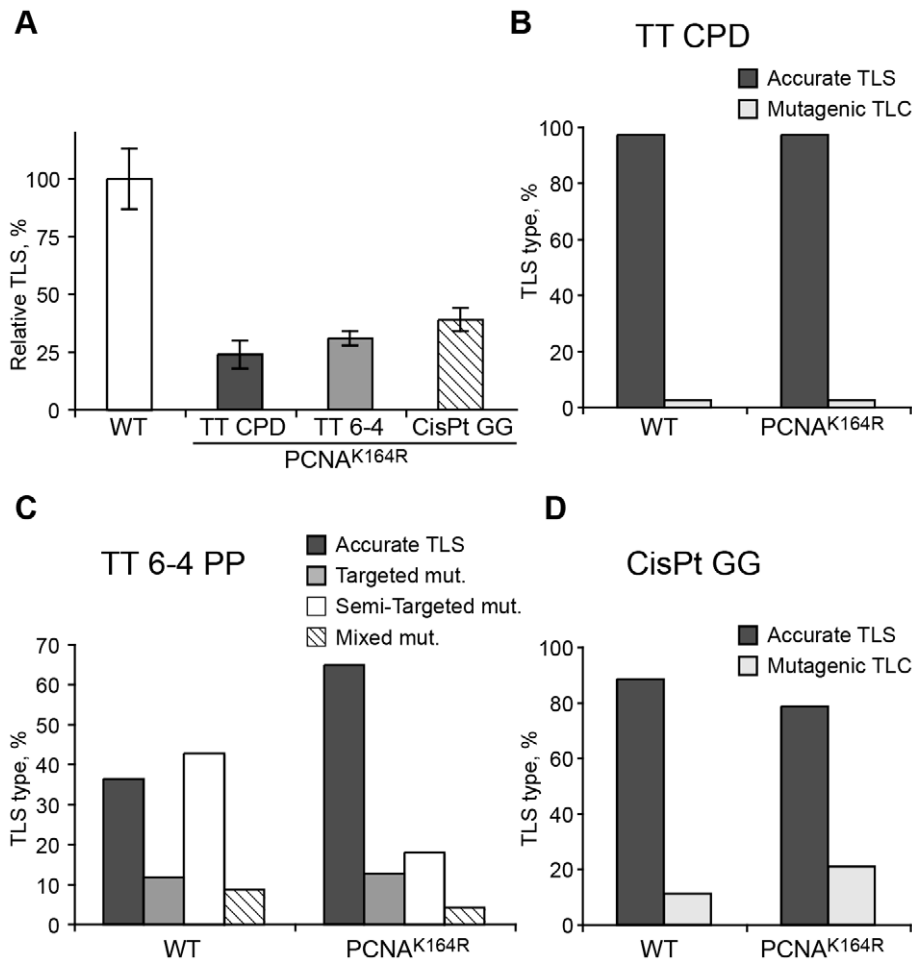 A
Relative TLS, %
100
75
50
25
0
WT
TT CPD
TT 6-4
CisPt GG
PCNAK164R
B
TT CPD
Accurate TLS
Mutagenic TLC
TLS type, %
100
80
60
40
20
0
WT
PCNAK164R
C
TT 6-4 PP
Accurate TLS
Targeted mut.
Semi-Targeted mut.
Mixed mut.
TLS type, %
70
60
50
40
30
20
10
0
WT
PCNAK164R
D
CisPt GG
Accurate TLS
Mutagenic TLC
TLS type, %
100
80
60
40
20
0
WT
PCNAK164R